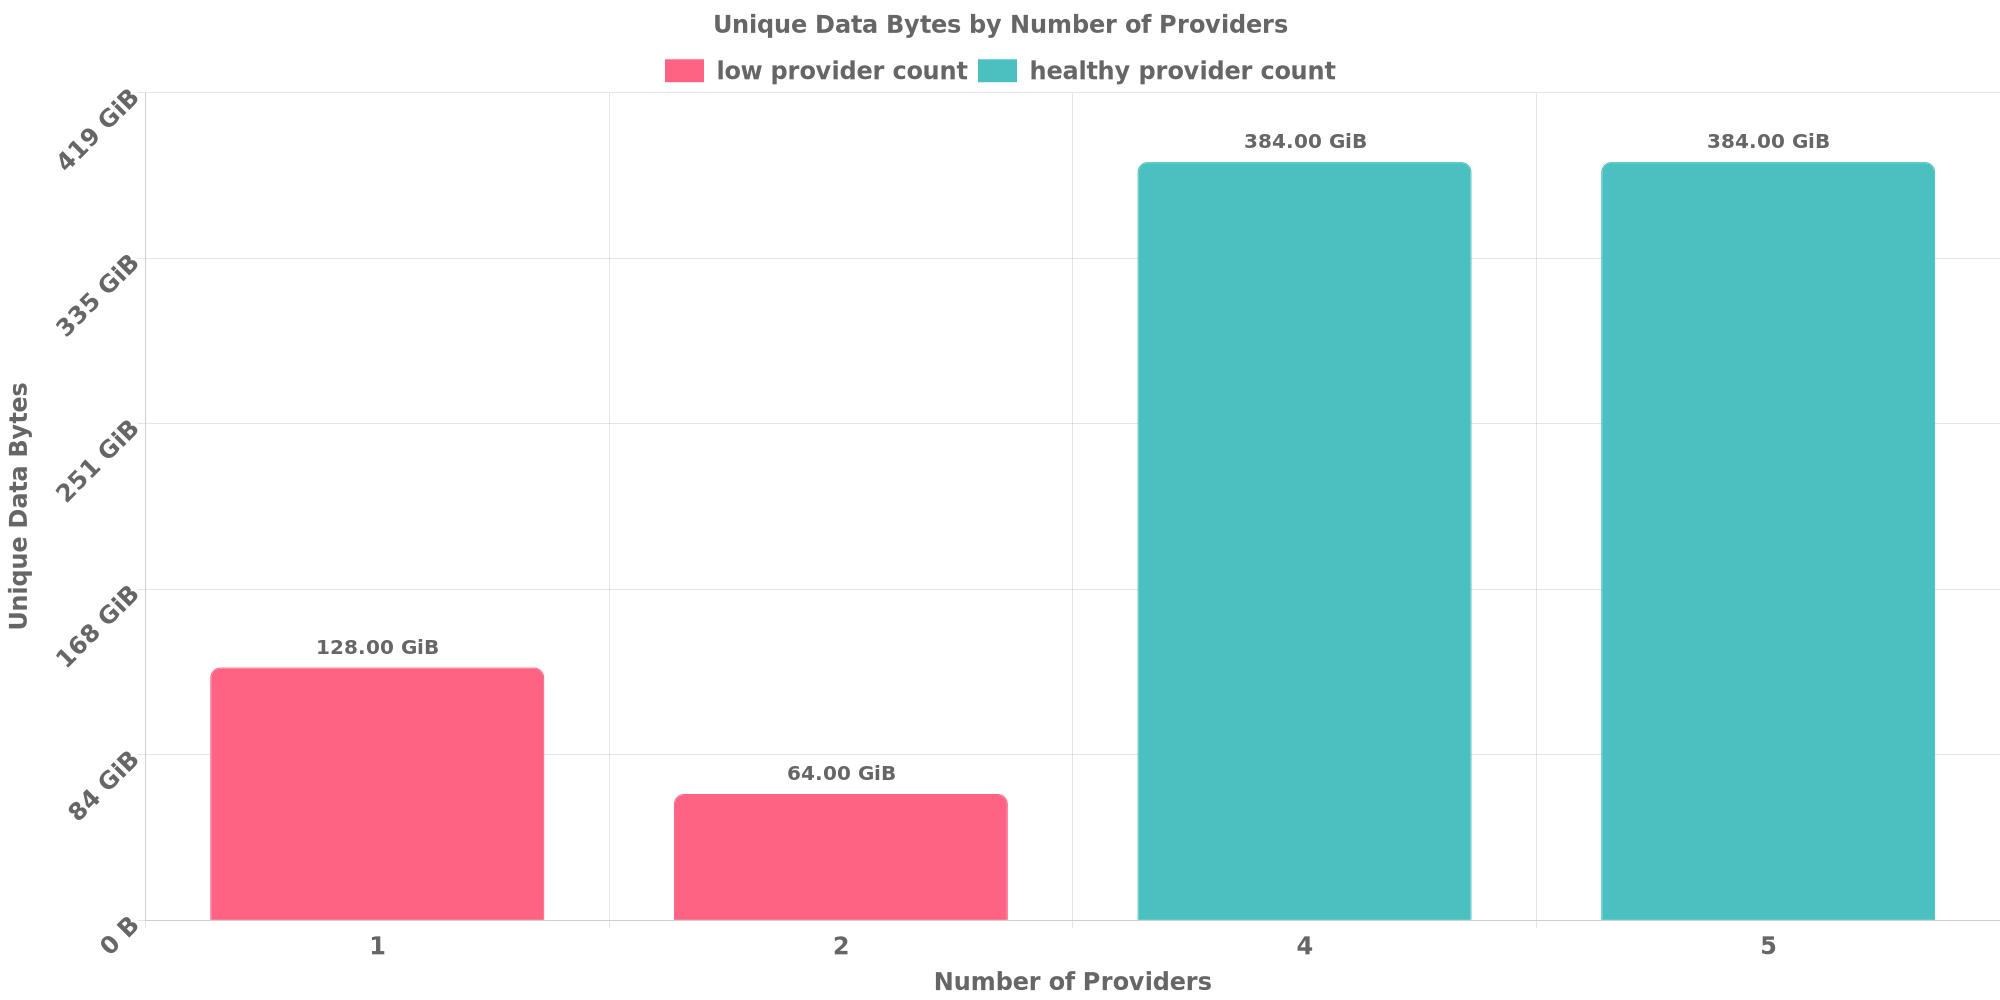 Unique Data Bytes by Number of Providers
low provider count
healthy provider count
419 GiB
335 GiB
251 GiB
168 GiB
84 GiB
0 B
Unique Data Bytes
128.00 GiB
64.00 GiB
384.00 GiB
384.00 GiB
1
2
4
5
Number of Providers